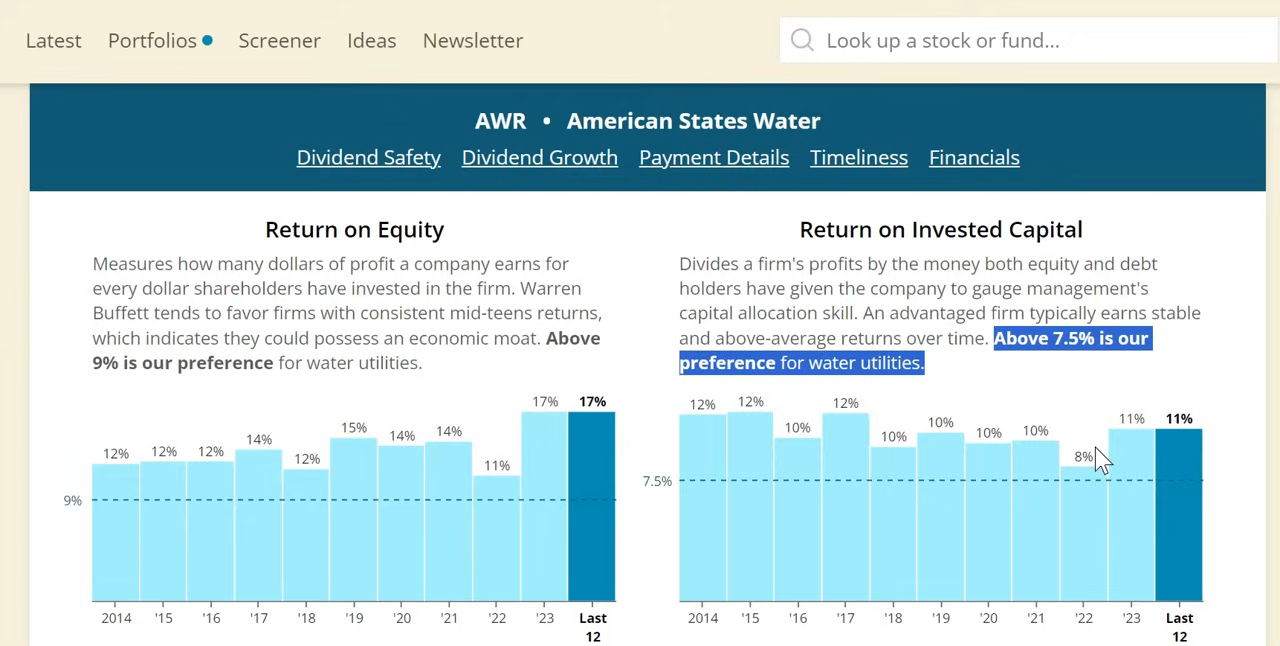 Latest Portfolios Screener Ideas Newsletter
Look up a stock or fund...
AWR • American States Water
Dividend Safety Dividend Growth Payment Details Timeliness Financials
Return on Equity
Measures how many dollars of profit a company earns for
every dollar shareholders have invested in the firm. Warren
Buffett tends to favor firms with consistent mid-teens returns,
which indicates they could possess an economic moat. Above
9% is our preference for water utilities.
17% 17%
15%
14% 14% 14%
12% 12% 12% 12%
11%
9%
2014 '15 '16 '17 '18 '19 '20 '21 '22 '23 Last
12
Return on Invested Capital
Divides a firm's profits by the money both equity and debt
holders have given the company to gauge management's
capital allocation skill. An advantaged firm typically earns stable
and above-average returns over time. Above 7.5% is our
preference for water utilities.
12% 12% 10% 12% 10% 10% 10% 10% 8% 11% 11%
7.5%
2014 '15 '16 '17 '18 '19 '20 '21 '22 '23 Last
12